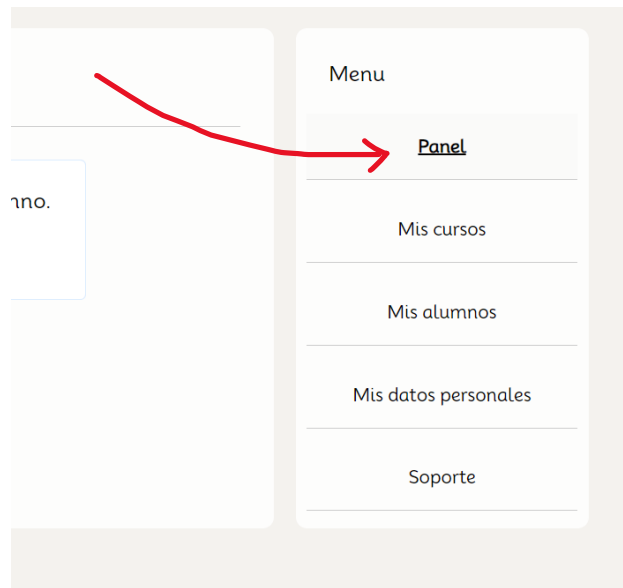 Menu
Panel
nno.
Mis cursos
Mis alumnos
Mis datos personales
Soporte